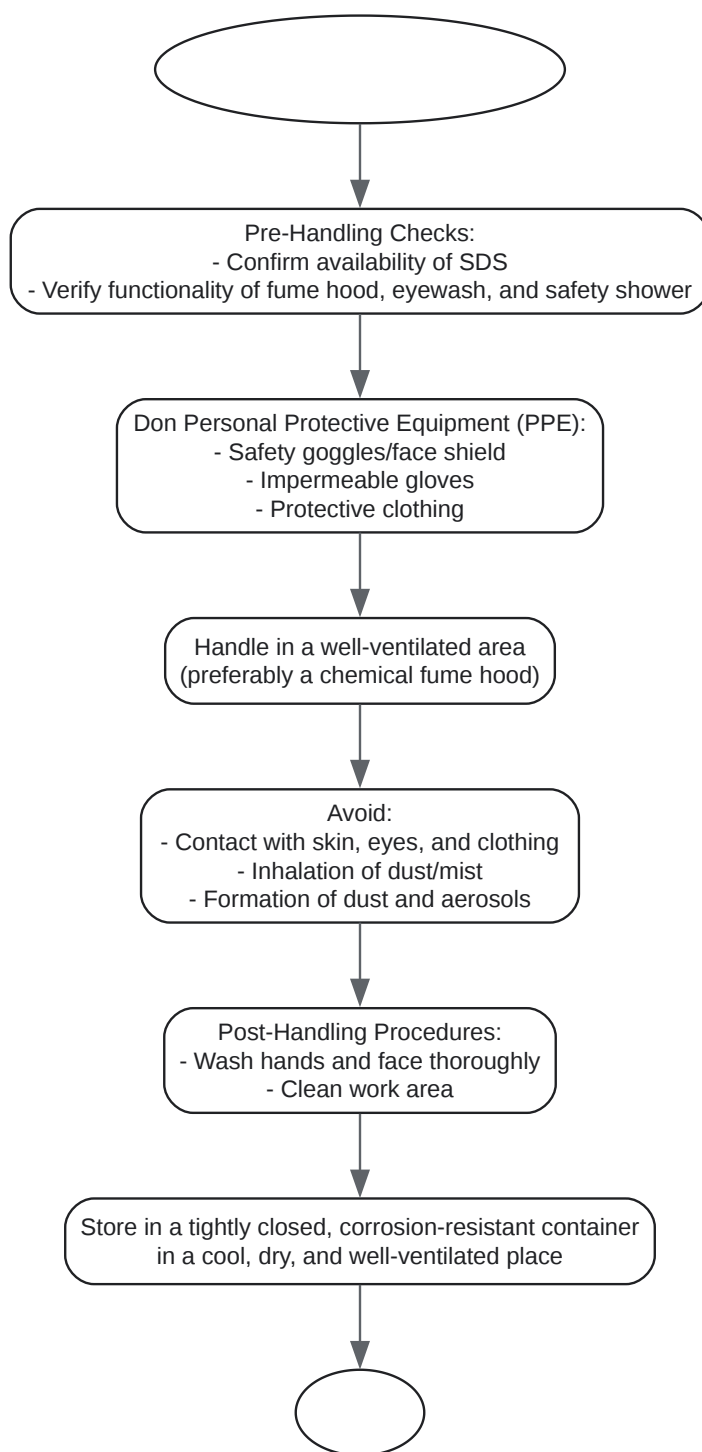 Pre-Handling Checks:
- Confirm availability of SDS
- Verify functionality of fume hood, eyewash, and safety shower
Don Personal Protective Equipment (PPE):
- Safety goggles/face shield
- Impermeable gloves
- Protective clothing
Handle in a well-ventilated area
(preferably a chemical fume hood)
Avoid:
- Contact with skin, eyes, and clothing
- Inhalation of dust/mist
- Formation of dust and aerosols
Post-Handling Procedures:
- Wash hands and face thoroughly
- Clean work area
Store in a tightly closed, corrosion-resistant container
in a cool, dry, and well-ventilated place